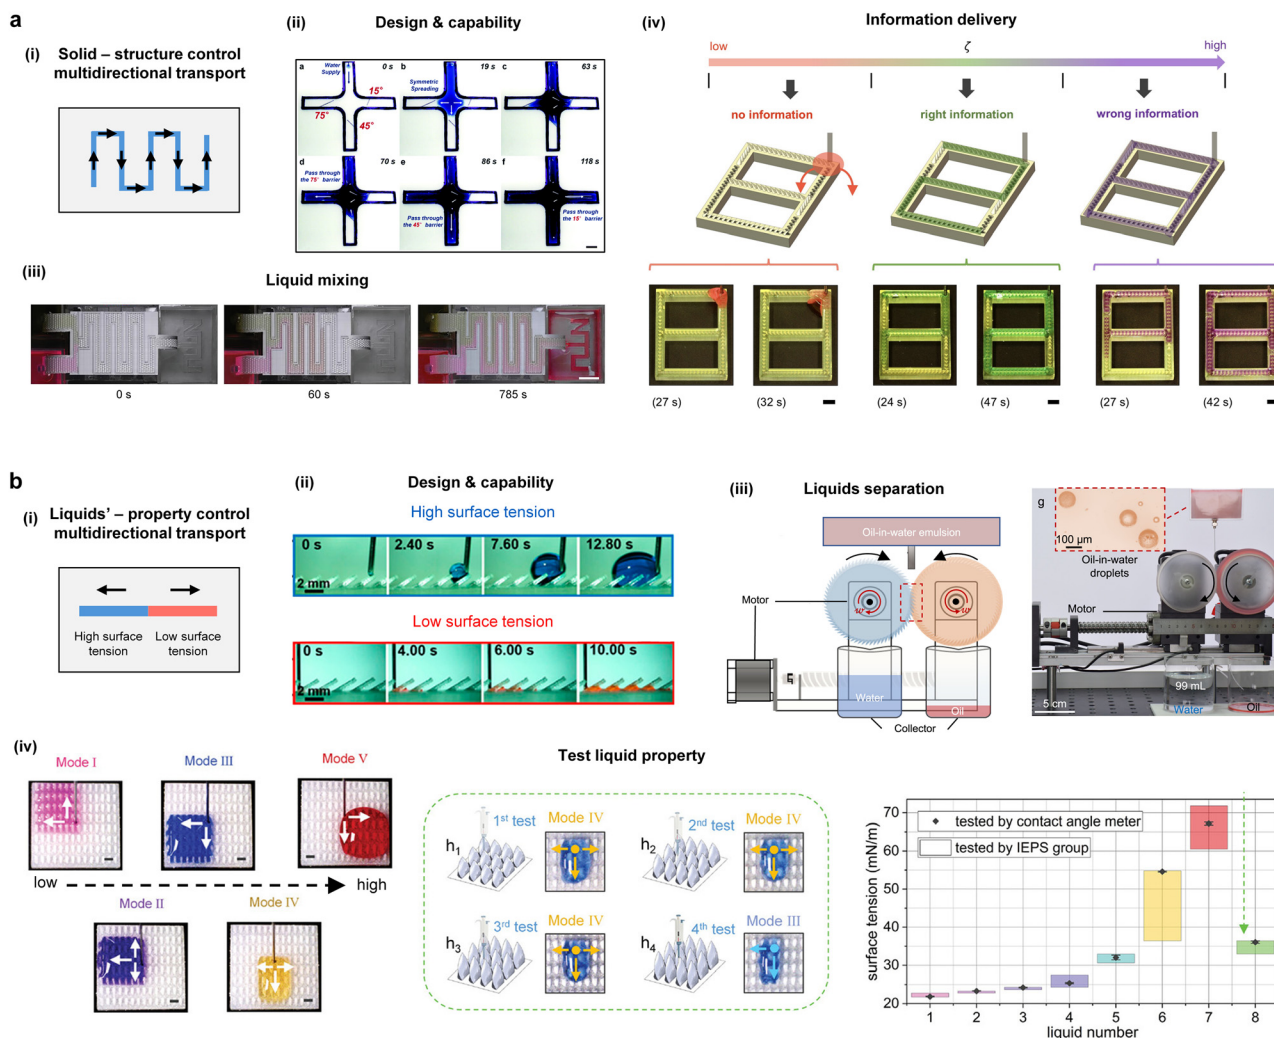 a
(i)
Solid – structure control
multidirectional transport
(ii)
Design & capability
a
Water
Supply
0 s
15°
75°
45°
b
19 s
Symmetric
Spreading
c
63 s
d
70 s
Pass through
the 75° barrier
e
86 s
Pass through
the 45° barrier
f
118 s
Pass through
the 15° barrier
(iii)
Liquid mixing
0 s
60 s
785 s
(iv)
Information delivery
low
ζ
high
no information
right information
wrong information
(27 s)
(32 s)
(24 s)
(47 s)
(27 s)
(42 s)
b
(i)
Liquids' – property control
multidirectional transport
High surface
tension
Low surface
tension
(ii)
Design & capability
High surface tension
0 s
2.40 s
7.60 s
12.80 s
2 mm
Low surface tension
0 s
4.00 s
6.00 s
10.00 s
2 mm
(iii)
Liquids separation
Oil-in-water emulsion
Motor
w
w
Water
Oil
Collector
g
100 μm
Oil-in-water
droplets
Motor
99 mL
5 cm
Water
Oil
(iv)
Test liquid property
Mode I
Mode III
Mode V
low
high
Mode II
Mode IV
h1
1st test
Mode IV
h2
2nd test
Mode IV
h3
3rd test
Mode IV
h4
4th test
Mode III
surface tension (mN/m)
70
60
50
40
30
20
tested by contact angle meter
tested by IEPS group
1
2
3
4
5
6
7
8
liquid number